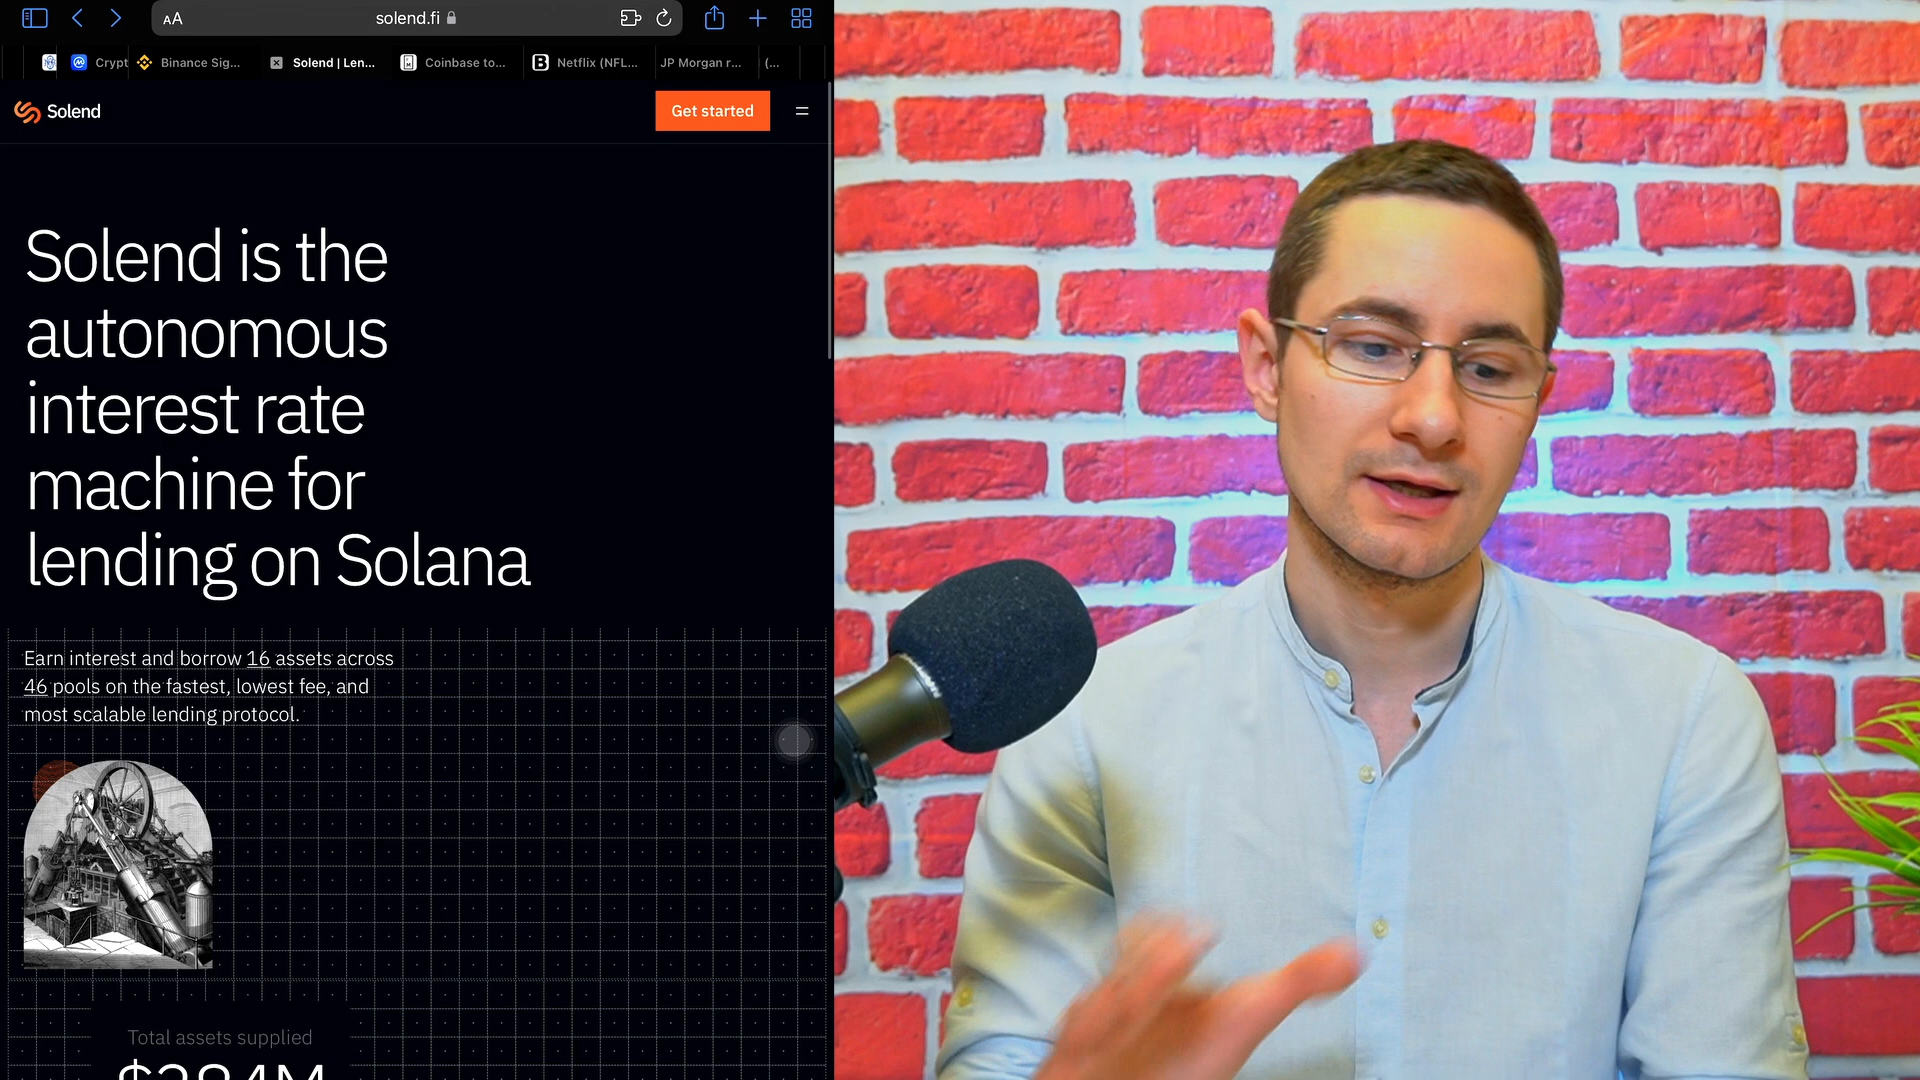 AA
solend.fi
Crypt
Binance Sig...
Solend | Len...
Coinbase to...
Netflix (NFL...
JP Morgan r...
(...
Solend
Get started
Solend is the
autonomous
interest rate
machine for
lending on Solana
Earn interest and borrow 16 assets across
46 pools on the fastest, lowest fee, and
most scalable lending protocol.
Total assets supplied
$284M